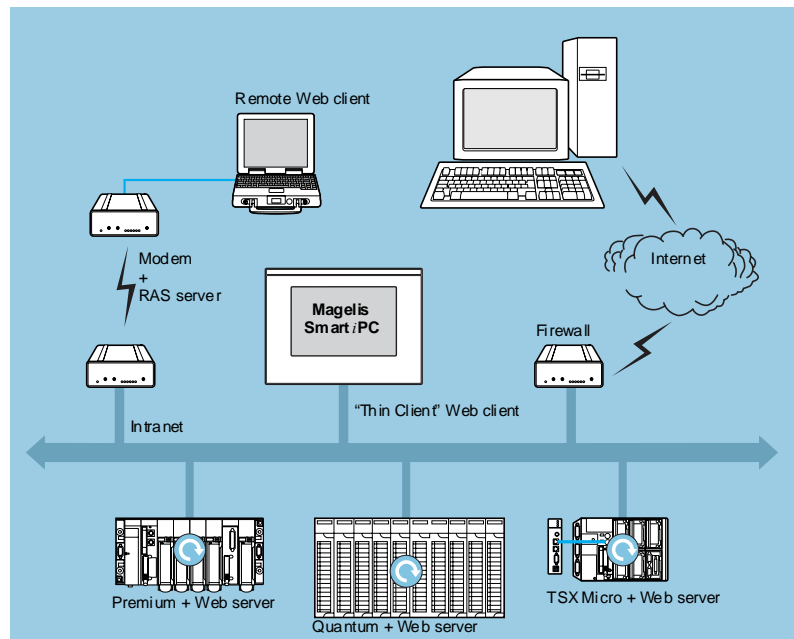 Remote Web client
Modem
+
RAS server
Internet
Magelis
Smart iPC
Firewall
"Thin Client" Web client
Intranet
Premium + Web server
Quantum + Web server
TSX Micro + Web server